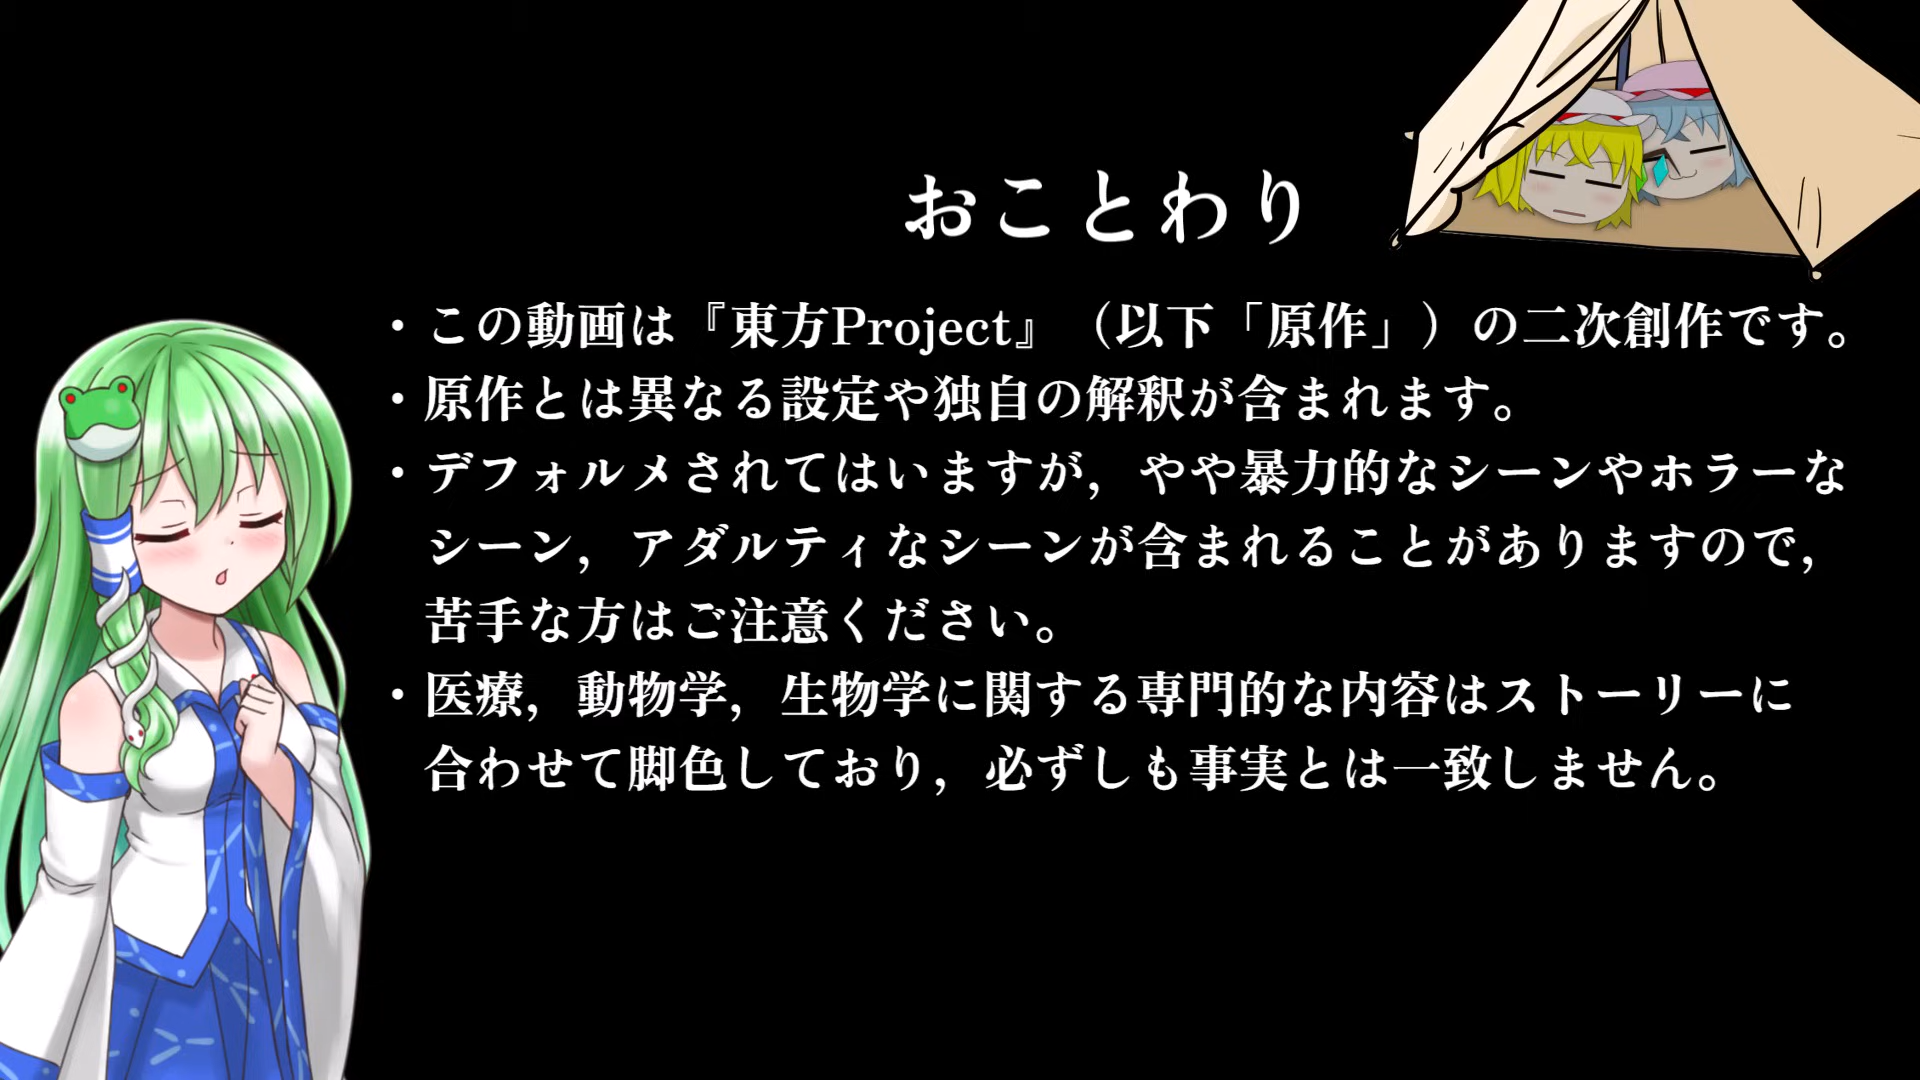 おことわり
・この動画は『東方Project』（以下「原作」）の二次創作です。
・原作とは異なる設定や独自の解釈が含まれます。
・デフォルメされてはいますが，やや暴力的なシーンやホラーな
シーン，アダルティなシーンが含まれることがありますので，
苦手な方はご注意ください。
・医療，動物学，生物学に関する専門的な内容はストーリーに
合わせて脚色しており，必ずしも事実とは一致しません。